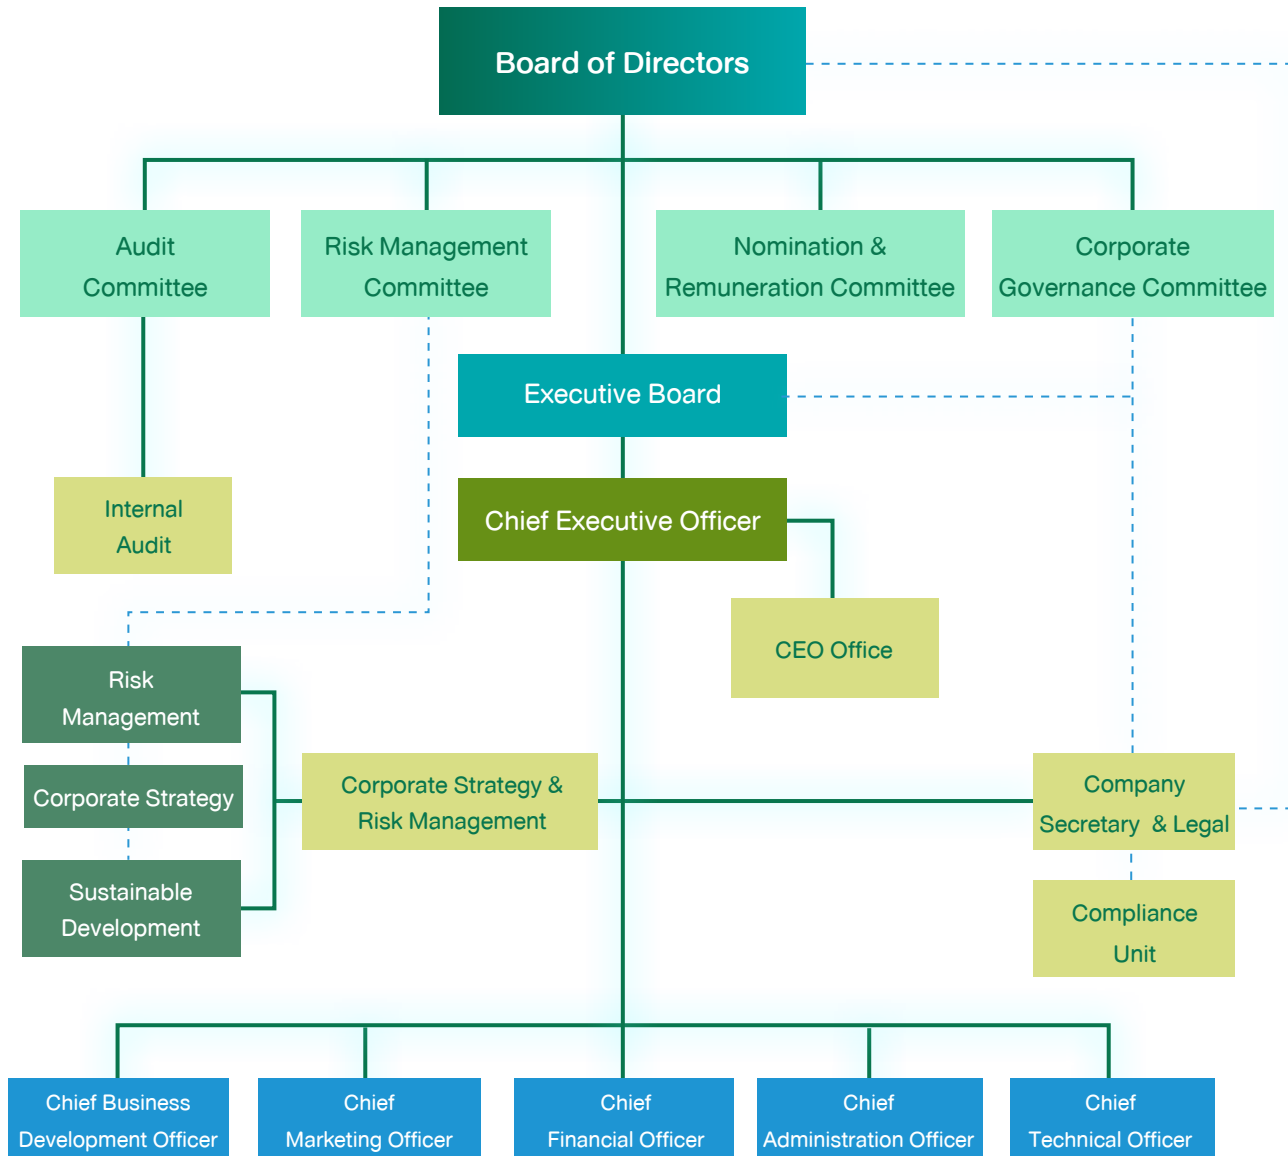 Board of Directors
Audit
Committee
Risk Management
Committee
Nomination &
Remuneration Committee
Corporate
Governance Committee
Executive Board
Internal
Audit
Chief Executive Officer
CEO Office
Risk
Management
Corporate Strategy
Sustainable
Development
Corporate Strategy &
Risk Management
Company
Secretary & Legal
Compliance
Unit
Chief Business
Development Officer
Chief
Marketing Officer
Chief
Financial Officer
Chief
Administration Officer
Chief
Technical Officer